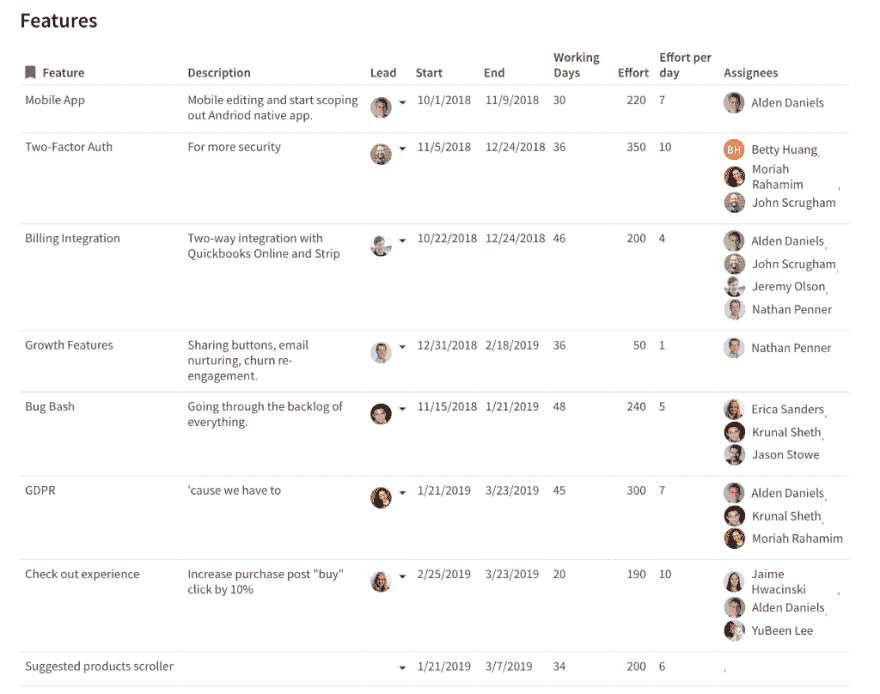 Features
Feature Description Lead Start End Working Days Effort Effort per day Assignees
Mobile App Mobile editing and start scoping 10/1/2018 11/9/2018 30 220 7 Alden Daniels
out Andriod native app.
Two-Factor Auth For more security 11/5/2018 12/24/2018 36 350 10 BH Betty Huang,
Moriah
Rahamim ,
John Scrugham
Billing Integration Two-way integration with 10/22/2018 12/24/2018 46 200 4 Alden Daniels,
Quickbooks Online and Strip John Scrugham,
Jeremy Olson,
Nathan Penner
Growth Features Sharing buttons, email 12/31/2018 2/18/2019 36 50 1 Nathan Penner
nurturing, churn re-
engagement.
Bug Bash Going through the backlog of 11/15/2018 1/21/2019 48 240 5 Erica Sanders,
everything. Krunal Sheth,
Jason Stowe
GDPR 'cause we have to 1/21/2019 3/23/2019 45 300 7 Alden Daniels,
Krunal Sheth,
Moriah Rahamim
Check out experience Increase purchase post "buy" 2/25/2019 3/23/2019 20 190 10 Jaime
click by 10% Hwacinski ,
Alden Daniels,
YuBeen Lee
Suggested products scroller 1/21/2019 3/7/2019 34 200 6 ,